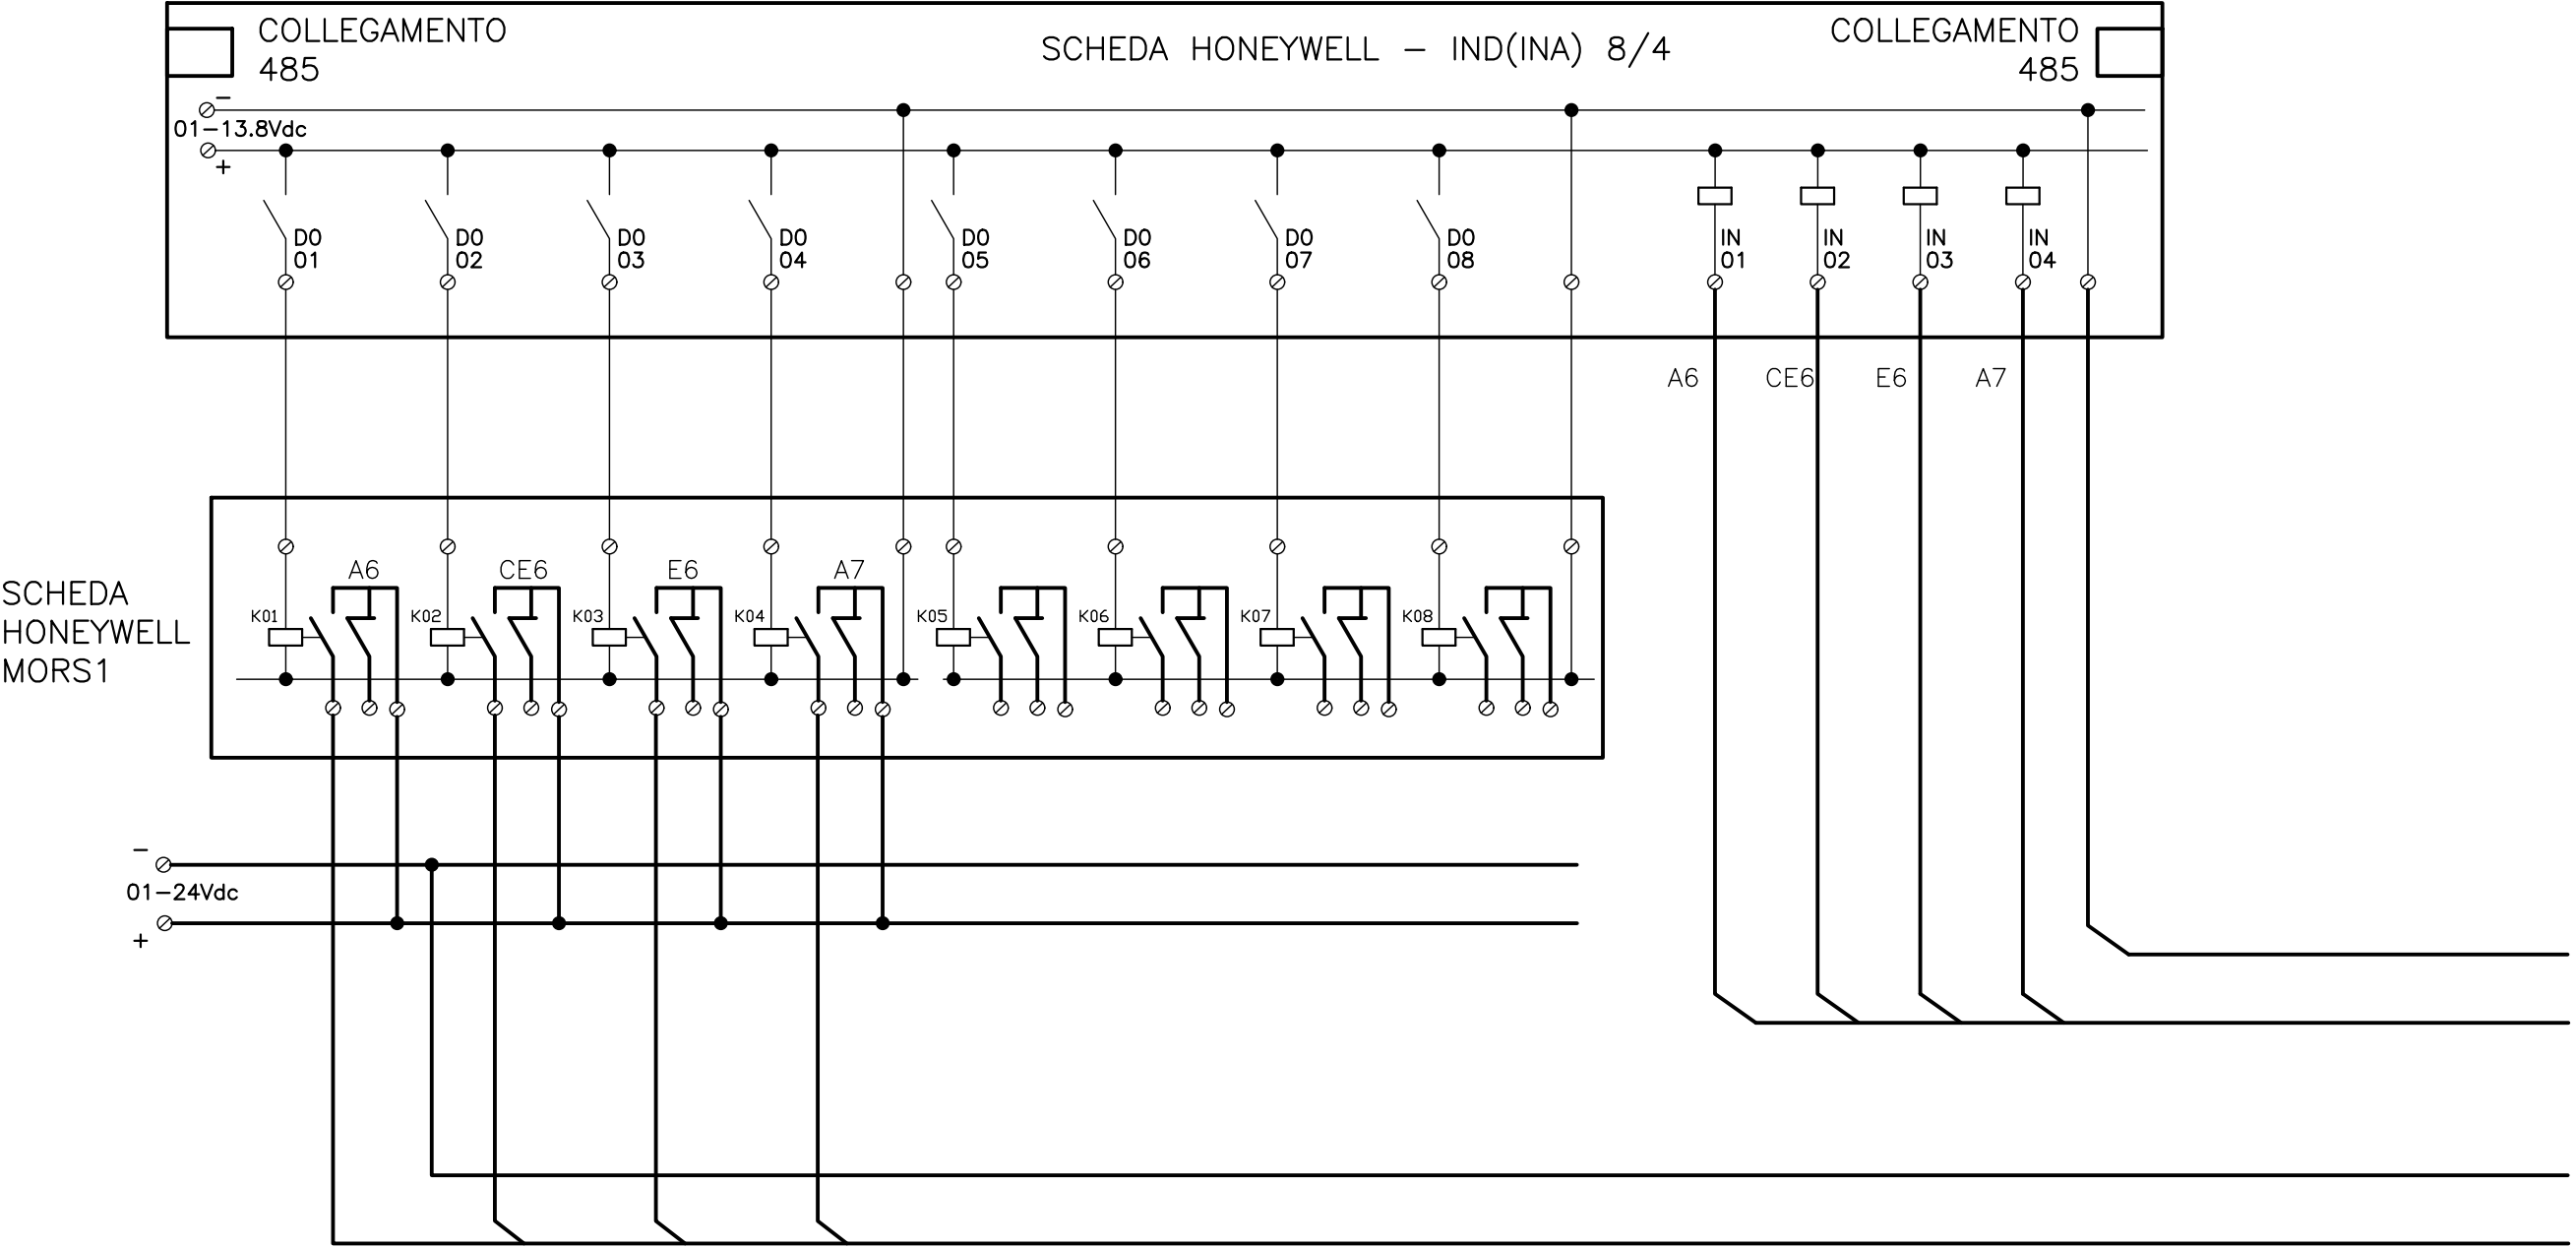 COLLEGAMENTO
485
SCHEDA HONEYWELL – IND(INA) 8/4
COLLEGAMENTO
485
–
01–13.8Vdc
+
DO
01
DO
02
DO
03
DO
04
DO
05
DO
06
DO
07
DO
08
IN
01
IN
02
IN
03
IN
04
A6
CE6
E6
A7
SCHEDA
HONEYWELL
MORS1
A6
CE6
E6
A7
K01
K02
K03
K04
K05
K06
K07
K08
–
01–24Vdc
+